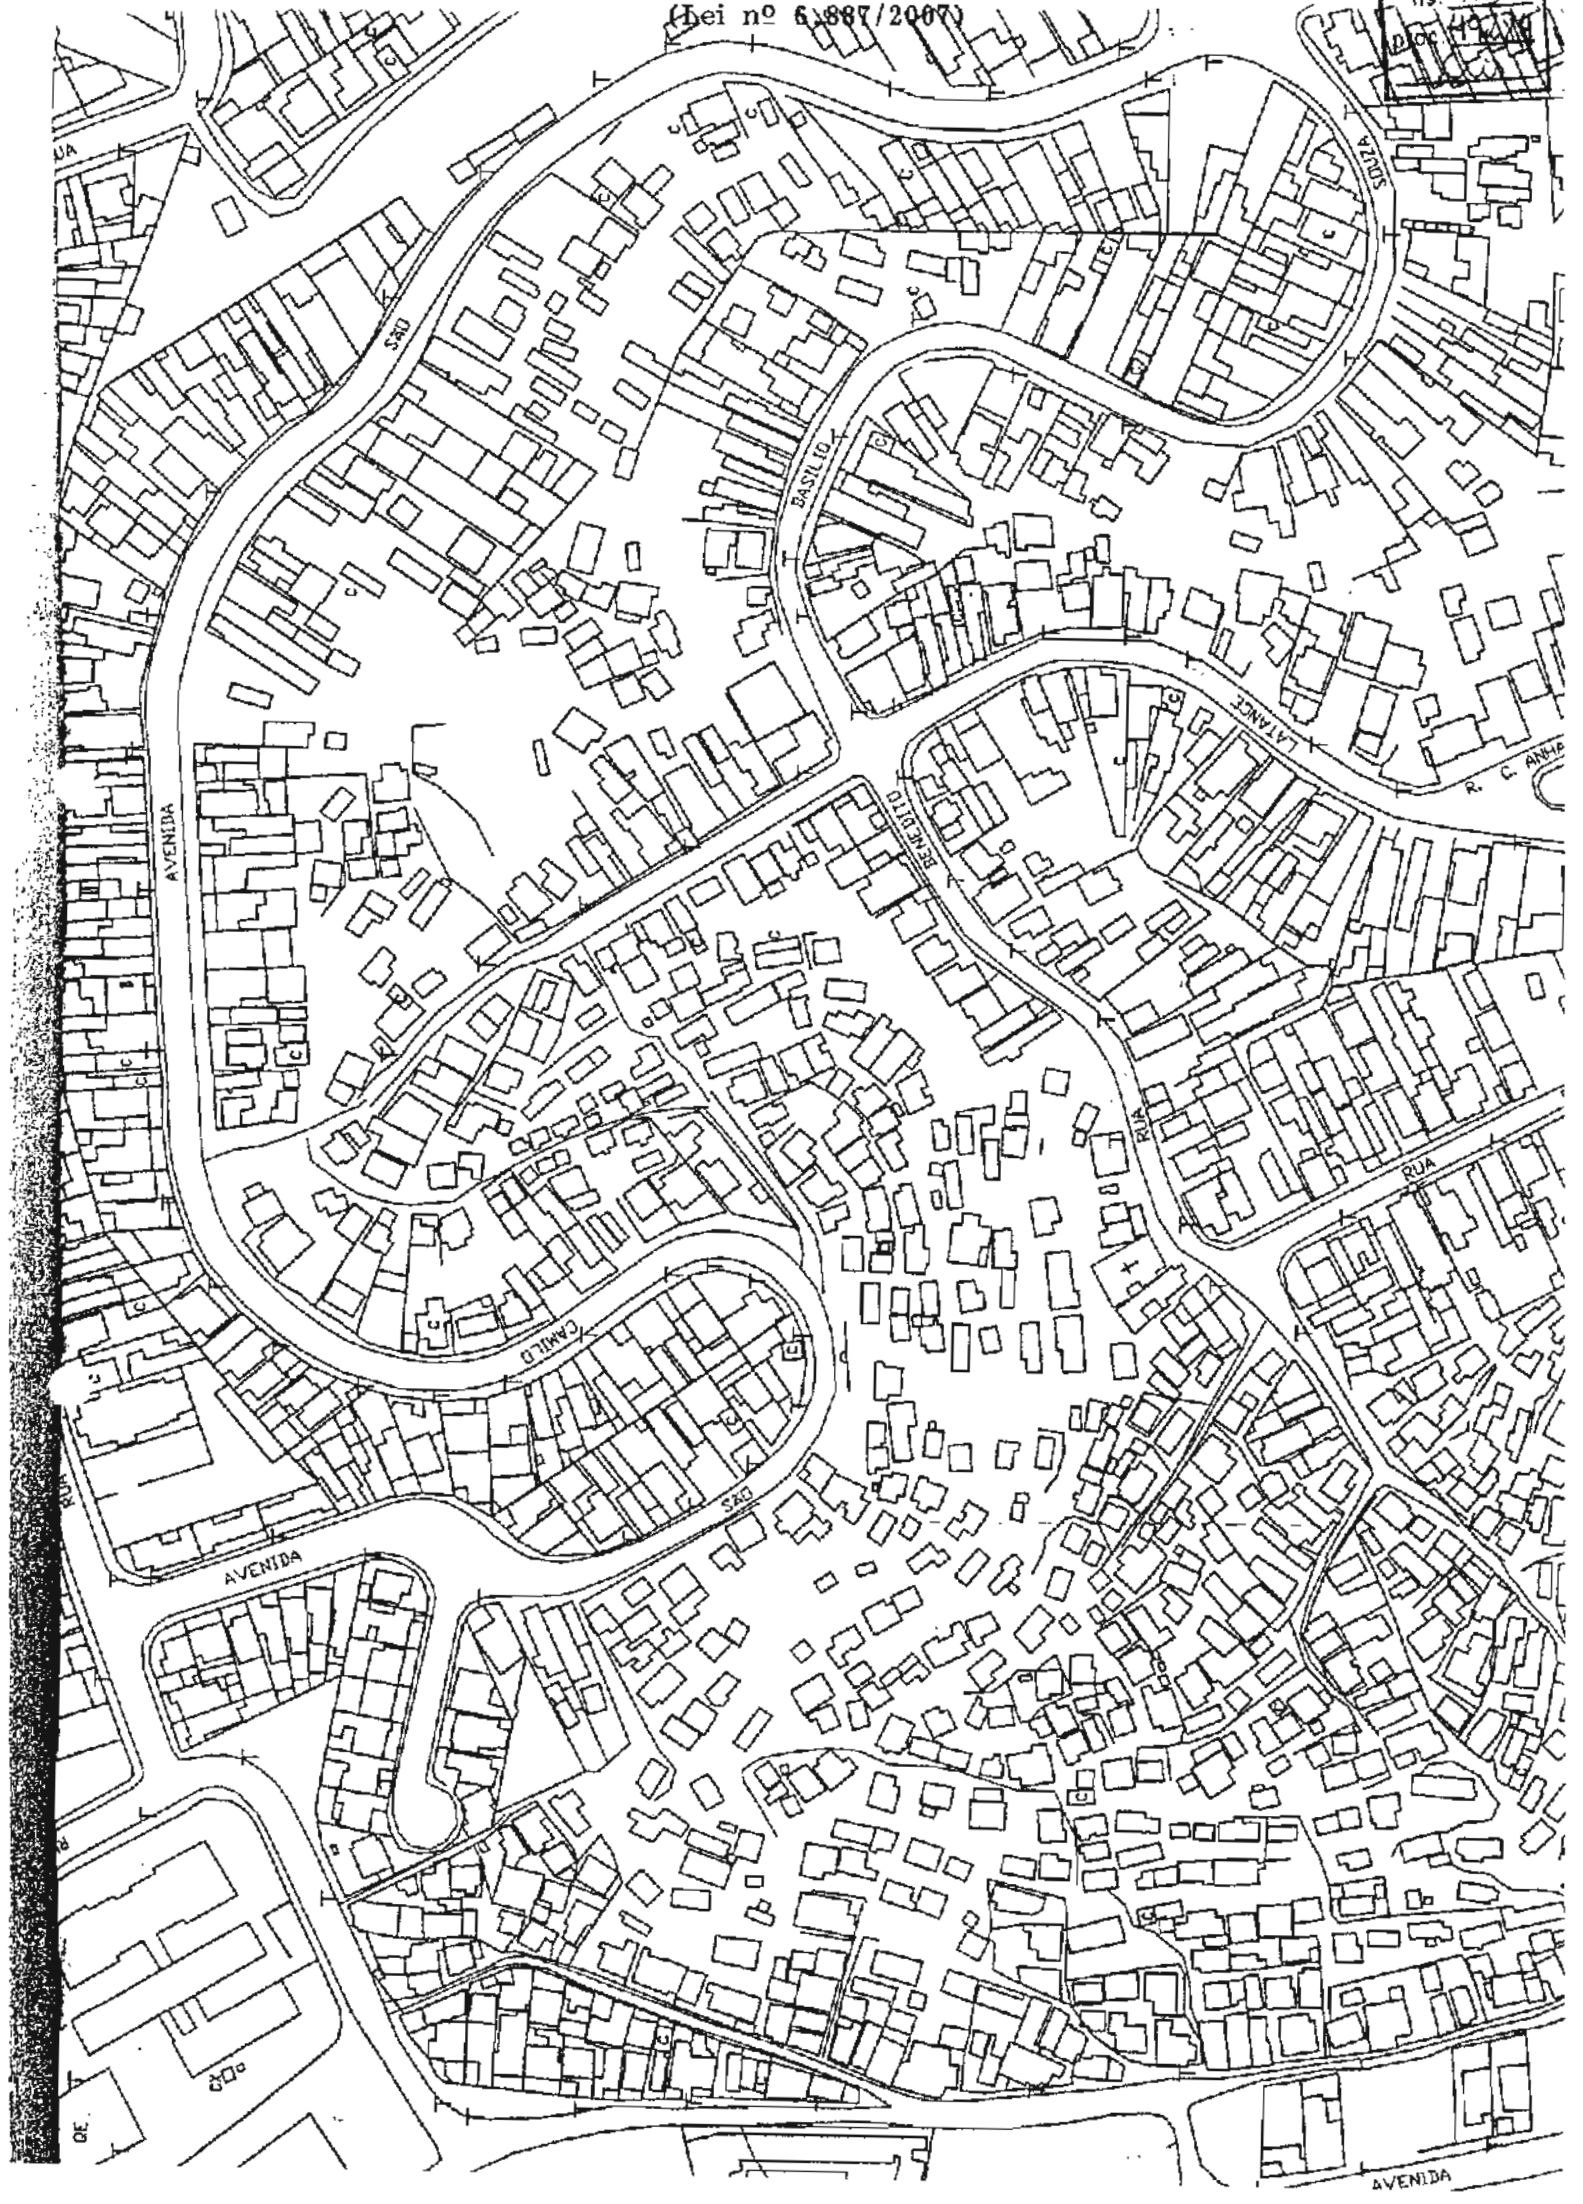 (Lei nº 6.887/2007)
SOUZA
SÃO
BASILIO
LATANCE
R. C. ANHA
AVENIDA
BENEDITO
RUA
RUA
CAMILO
SÃO
RUA
AVENIDA
QE
AVENIDA